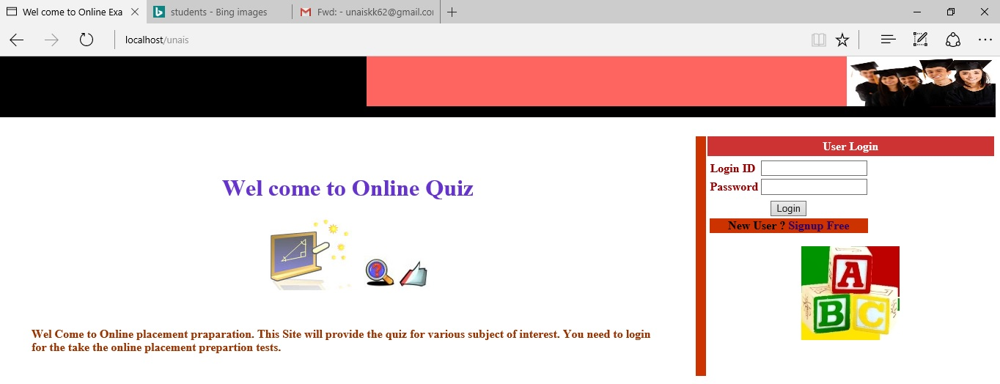 Wel come to Online Exa
students - Bing images
Fwd: - unaiskk62@gmail.co
localhost/unais
User Login
Login ID
Password
Login
New User ? Signup Free
Wel come to Online Quiz
?
A
B C
Wel Come to Online placement praparation. This Site will provide the quiz for various subject of interest. You need to login
for the take the online placement prepartion tests.